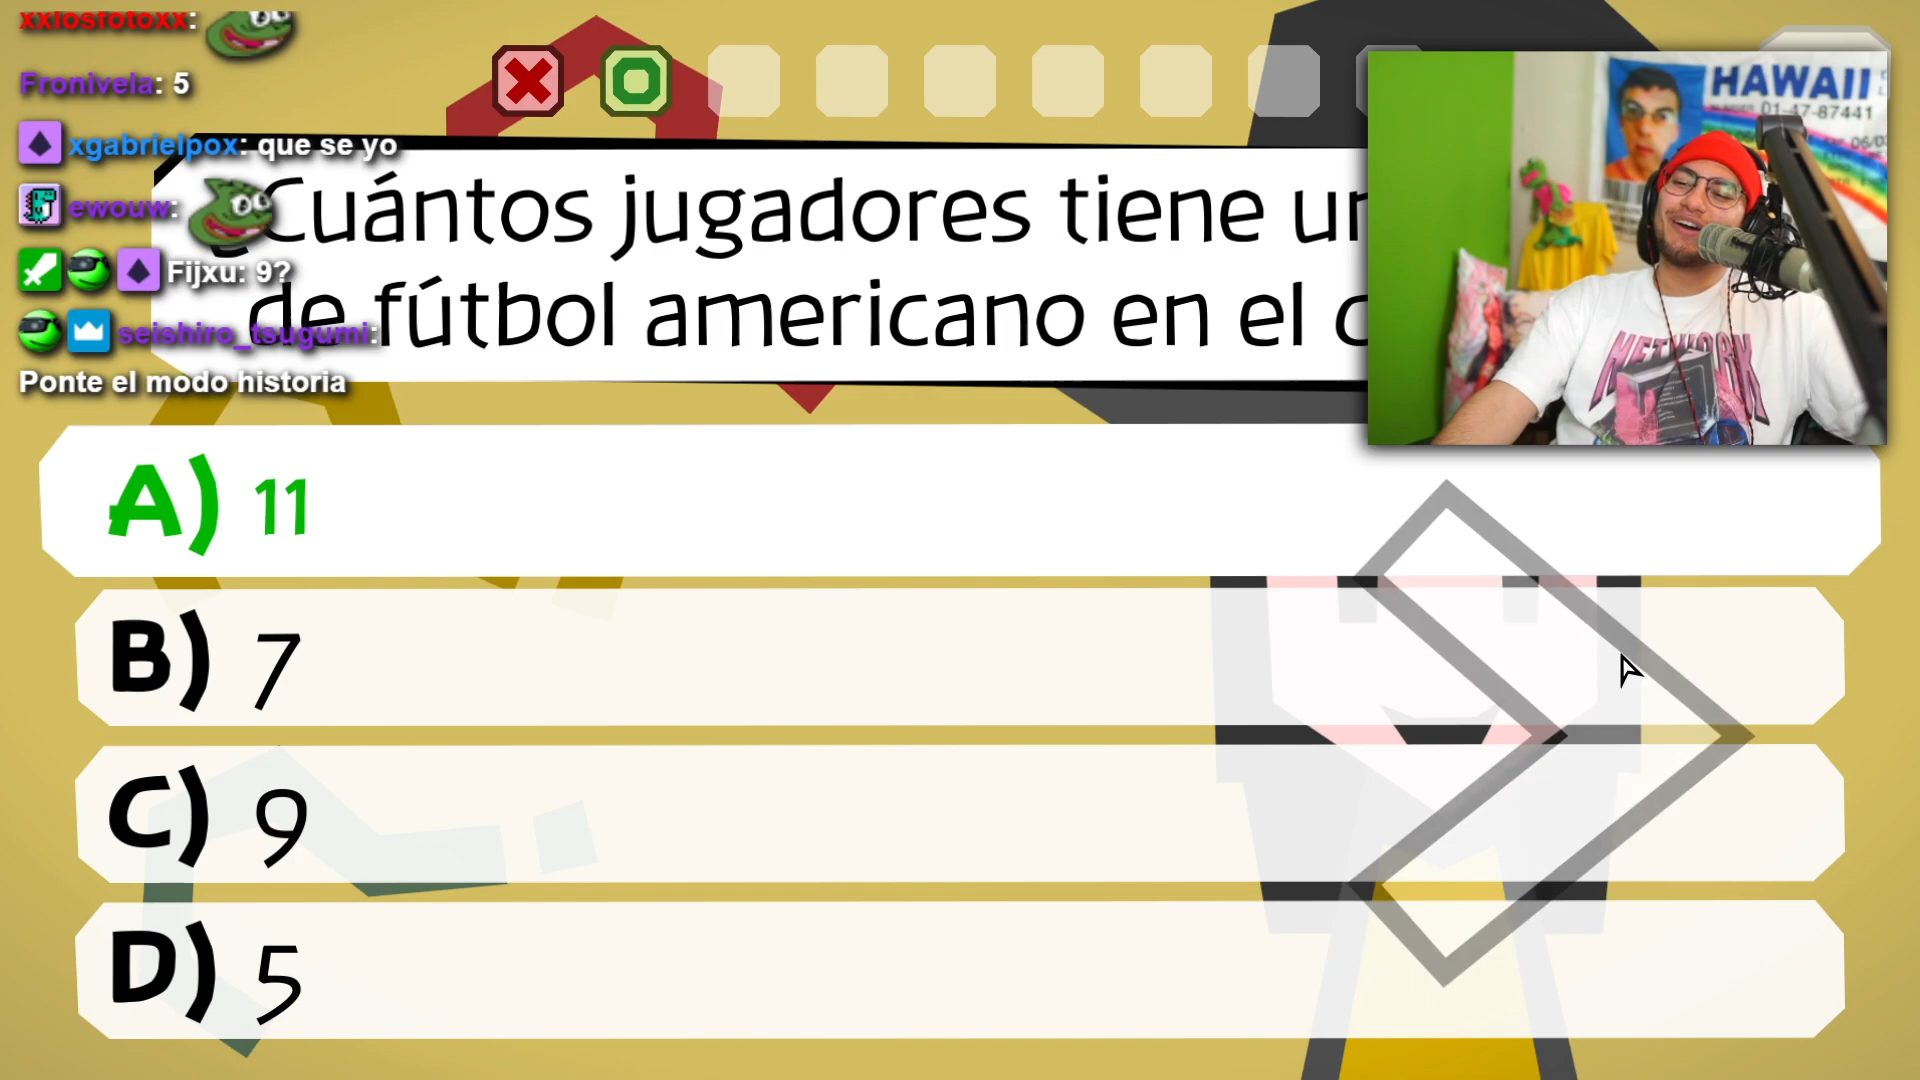 xxlosfotoxx:
Fronivela: 5
xgabrielpox: que se yo
ewouw:
Fijxu: 9?
seishiro_tsugumi:
Ponte el modo historia
¿Cuántos jugadores tiene un
de fútbol americano en el
A) 11
B) 7
C) 9
D) 5
HAWAII
01-47-87441
NETWORK